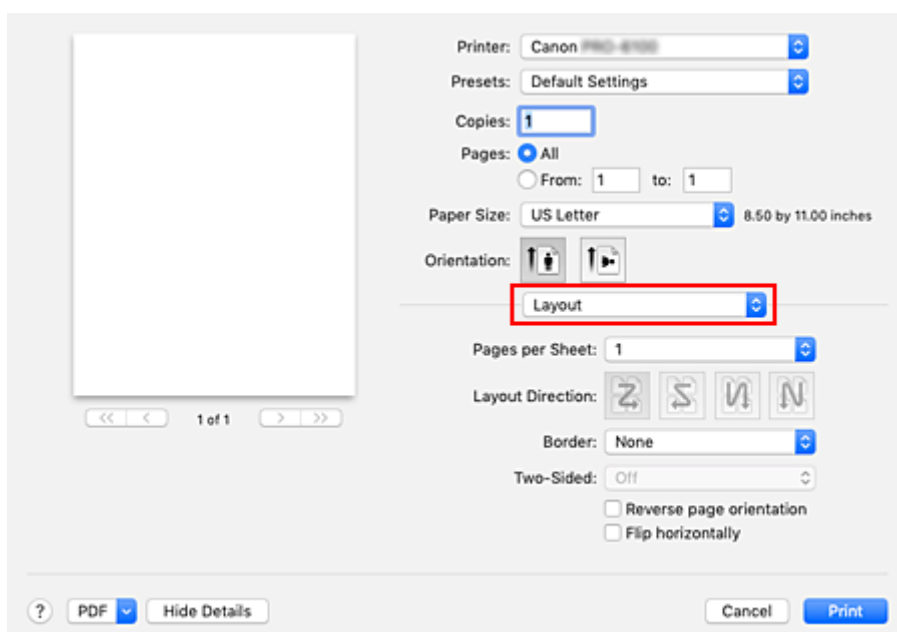 Printer: Canon
Presets: Default Settings
Copies: 1
Pages: All
From: 1 to: 1
Paper Size: US Letter 8.50 by 11.00 inches
Orientation:
Layout
Pages per Sheet: 1
Layout Direction:
Border: None
Two-Sided: Off
Reverse page orientation
Flip horizontally
<< < 1 of 1 > >>
? PDF Hide Details Cancel Print